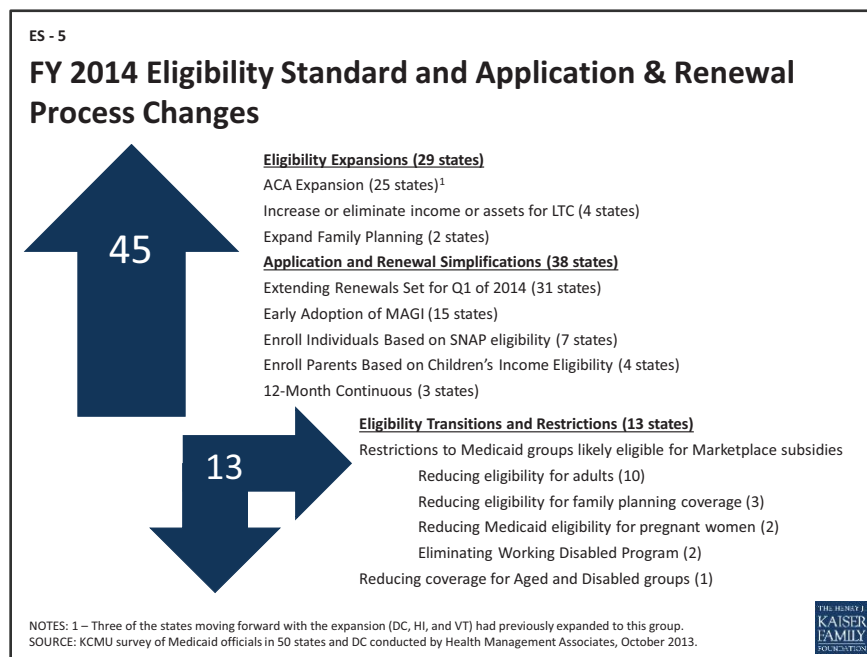 ES - 5
FY 2014 Eligibility Standard and Application & Renewal
Process Changes
45
Eligibility Expansions (29 states)
ACA Expansion (25 states)1
Increase or eliminate income or assets for LTC (4 states)
Expand Family Planning (2 states)
Application and Renewal Simplifications (38 states)
Extending Renewals Set for Q1 of 2014 (31 states)
Early Adoption of MAGI (15 states)
Enroll Individuals Based on SNAP eligibility (7 states)
Enroll Parents Based on Children’s Income Eligibility (4 states)
12-Month Continuous (3 states)
13
Eligibility Transitions and Restrictions (13 states)
Restrictions to Medicaid groups likely eligible for Marketplace subsidies
Reducing eligibility for adults (10)
Reducing eligibility for family planning coverage (3)
Reducing Medicaid eligibility for pregnant women (2)
Eliminating Working Disabled Program (2)
Reducing coverage for Aged and Disabled groups (1)
NOTES: 1 – Three of the states moving forward with the expansion (DC, HI, and VT) had previously expanded to this group.
SOURCE: KCMU survey of Medicaid officials in 50 states and DC conducted by Health Management Associates, October 2013.
THE HENRY J.
KAISER
FAMILY
FOUNDATION